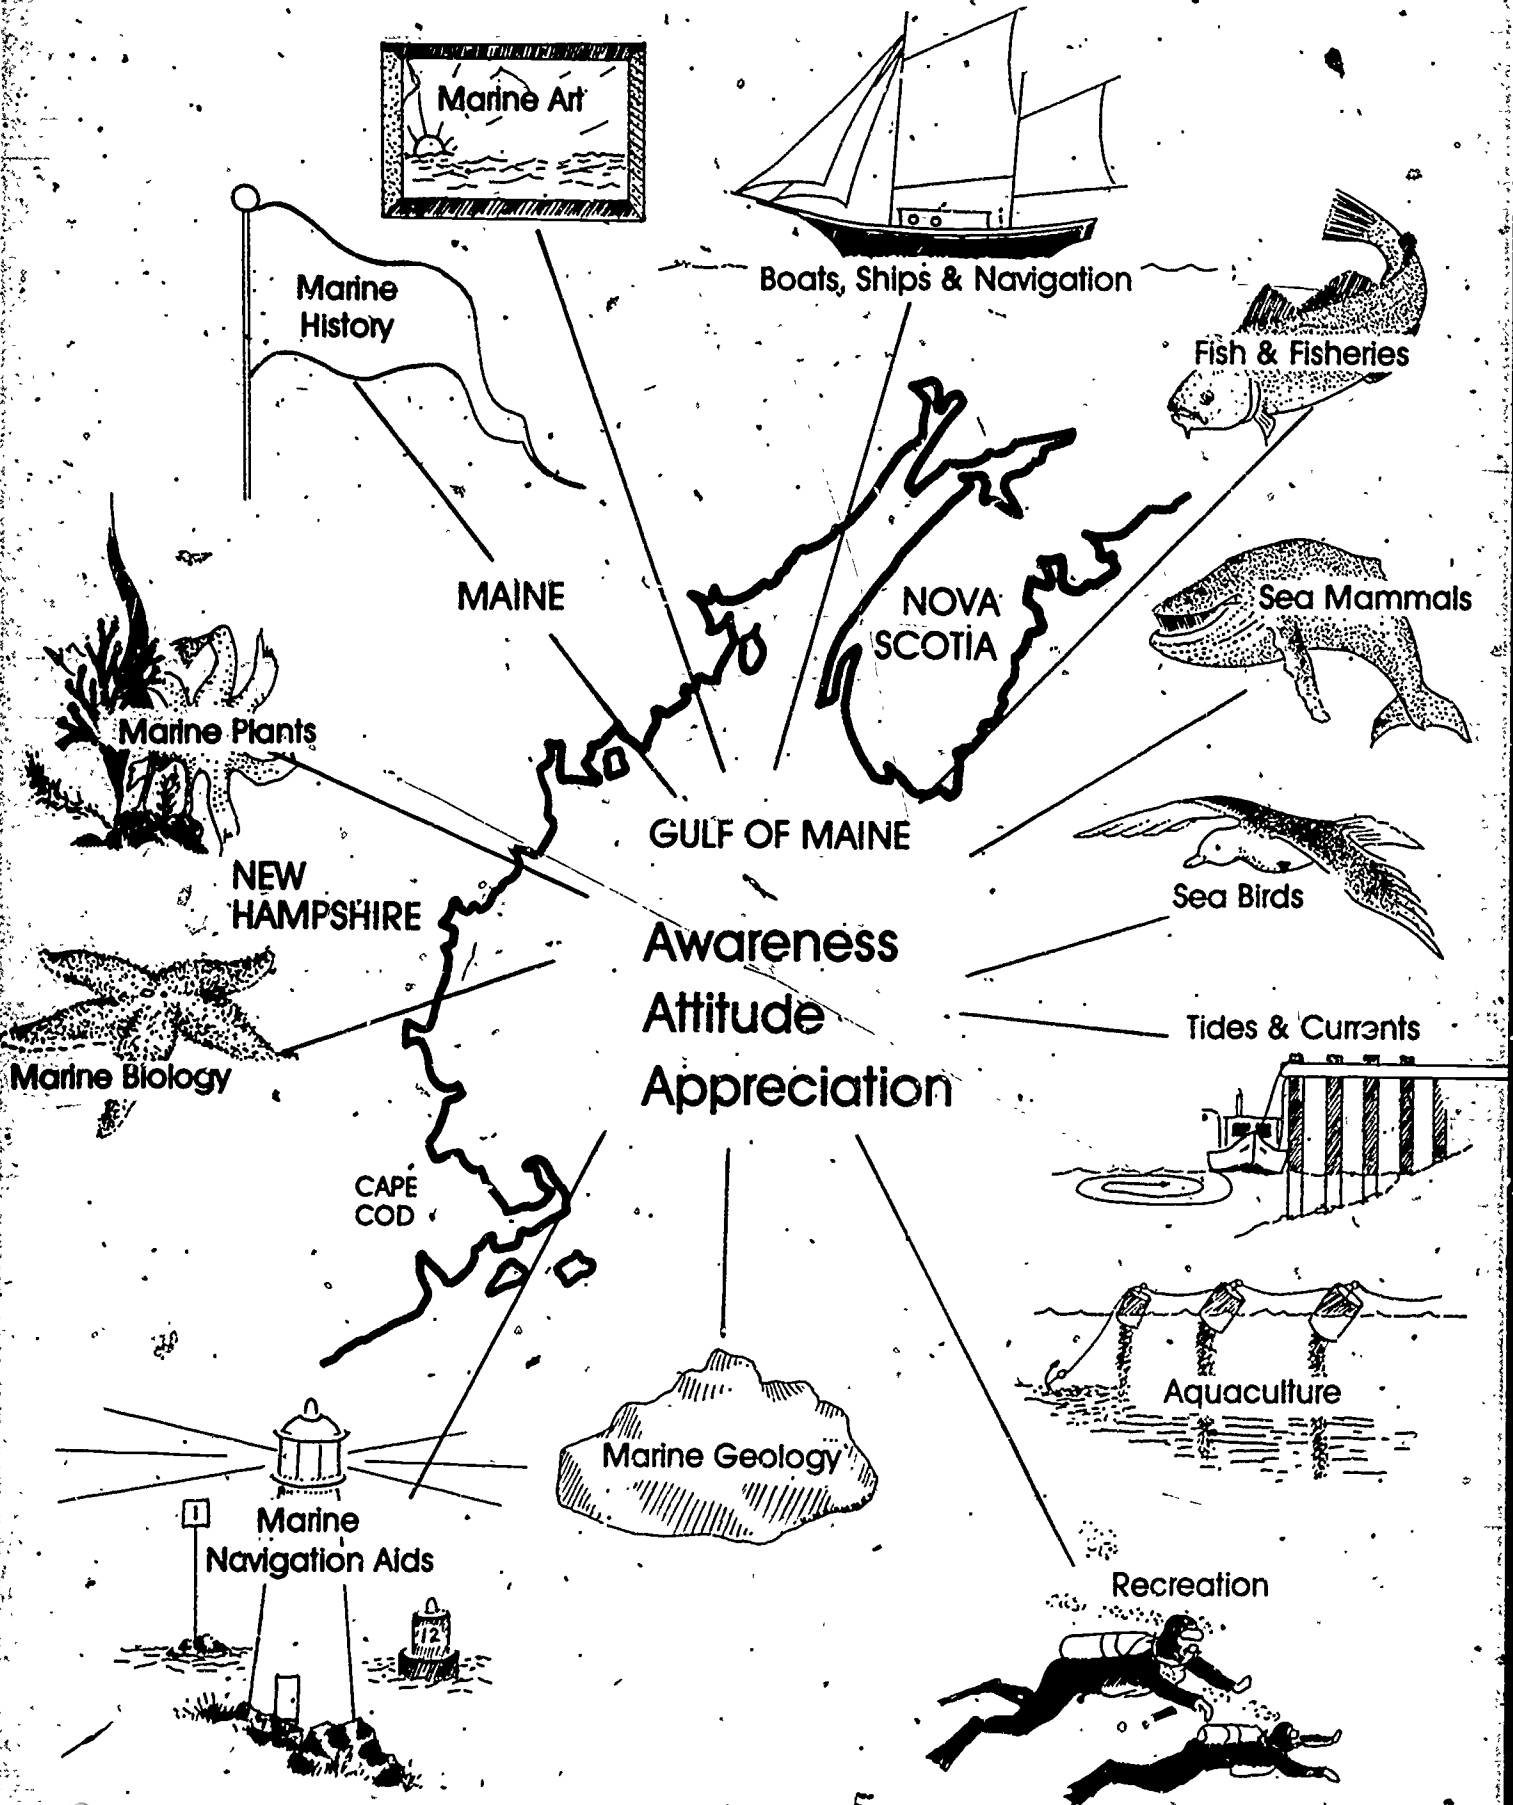 Marine Art
Boats, Ships & Navigation
Marine
History
Fish & Fisheries
MAINE
NOVA
SCOTIA
Sea Mammals
Marine Plants
GULF OF MAINE
NEW
HAMPSHIRE
Sea Birds
Awareness
Attitude
Appreciation
Tides & Currents
Marine Biology
CAPE
COD
Aquaculture
Marine Geology
1
Marine
Navigation Aids
12
Recreation